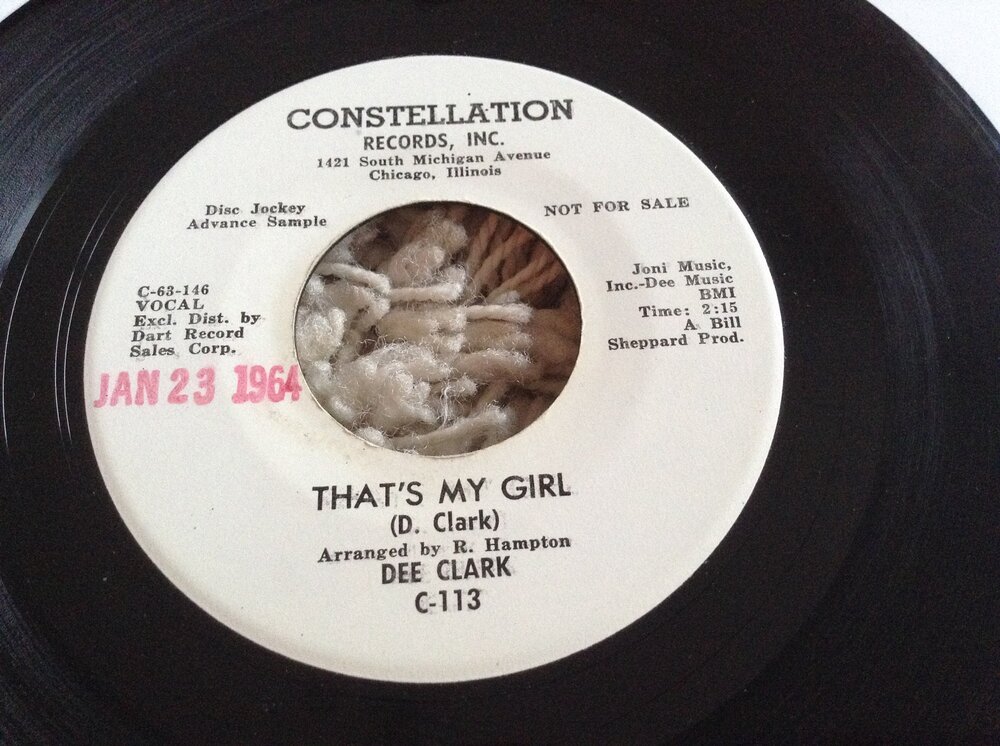 CONSTELLATION
RECORDS, INC.
1421 South Michigan Avenue
Chicago, Illinois
Disc Jockey
Advance Sample
NOT FOR SALE
C-63-146
VOCAL
Excl. Dist. by
Dart Record
Sales Corp.
JAN 23 1964
Joni Music,
Inc.-Dee Music
BMI
Time: 2:15
A Bill
Sheppard Prod.
THAT'S MY GIRL
(D. Clark)
Arranged by R. Hampton
DEE CLARK
C-113